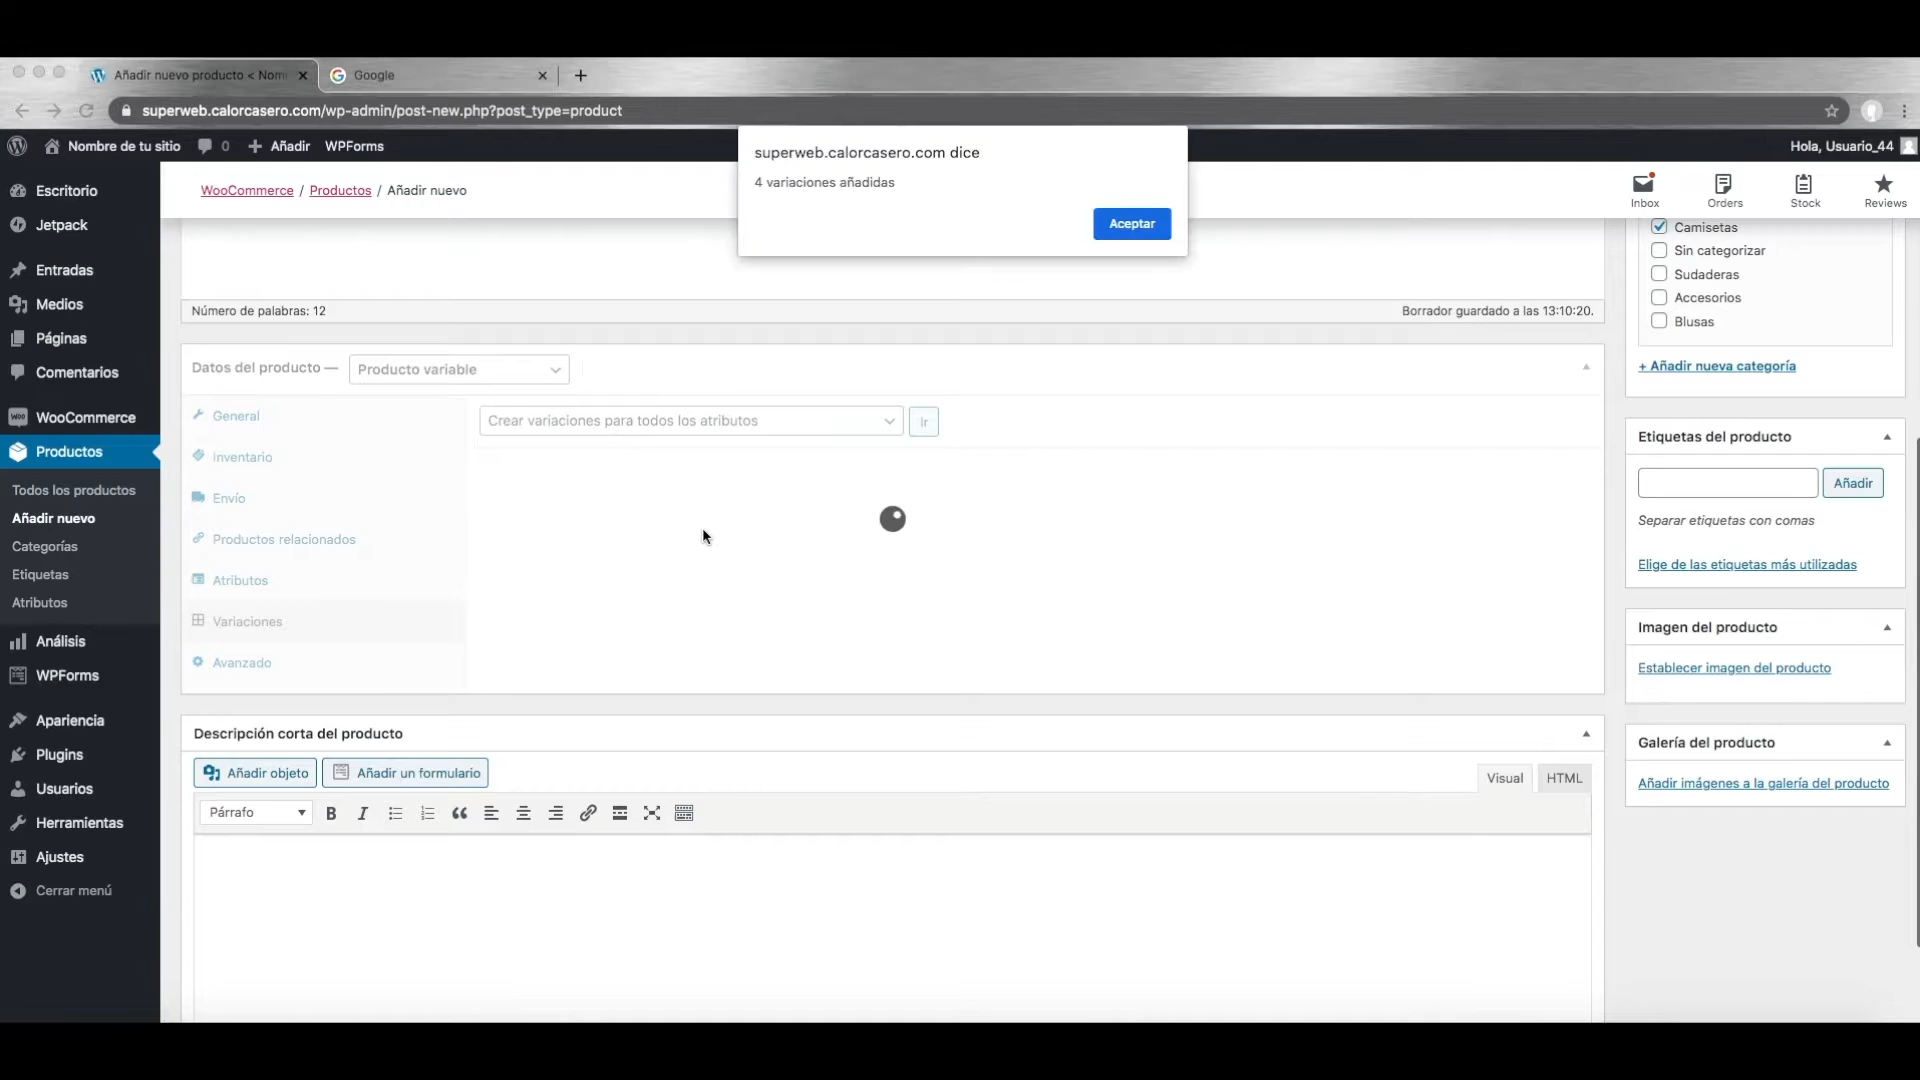 Añadir nuevo producto < Nom
Google
superweb.calorcasero.com/wp-admin/post-new.php?post_type=product
Nombre de tu sitio
0
Añadir
WPForms
Hola, Usuario_44
superweb.calorcasero.com dice
4 variaciones añadidas
Aceptar
WooCommerce / Productos / Añadir nuevo
Inbox
Orders
Stock
Reviews
Escritorio
Jetpack
Entradas
Medios
Páginas
Comentarios
WooCommerce
Productos
Todos los productos
Añadir nuevo
Categorías
Etiquetas
Atributos
Análisis
WPForms
Apariencia
Plugins
Usuarios
Herramientas
Ajustes
Cerrar menú
Número de palabras: 12
Borrador guardado a las 13:10:20.
Datos del producto —
Producto variable
General
Inventario
Envío
Productos relacionados
Atributos
Variaciones
Avanzado
Crear variaciones para todos los atributos
Ir
Descripción corta del producto
Añadir objeto
Añadir un formulario
Visual
HTML
Párrafo
Camisetas
Sin categorizar
Sudaderas
Accesorios
Blusas
+ Añadir nueva categoría
Etiquetas del producto
Añadir
Separar etiquetas con comas
Elige de las etiquetas más utilizadas
Imagen del producto
Establecer imagen del producto
Galería del producto
Añadir imágenes a la galería del producto